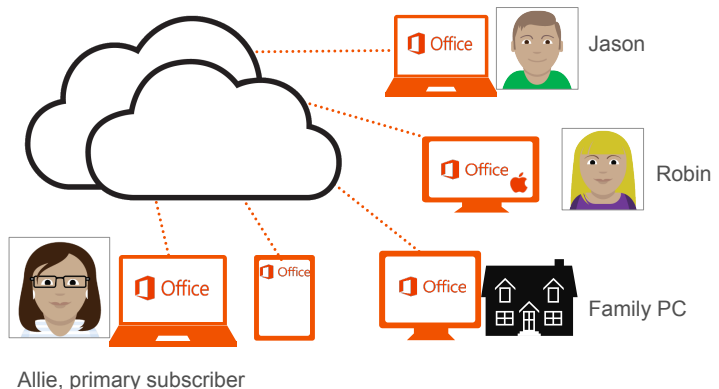 Office
Jason
Office
Robin
Office
Office
Office
Family PC
Allie, primary subscriber